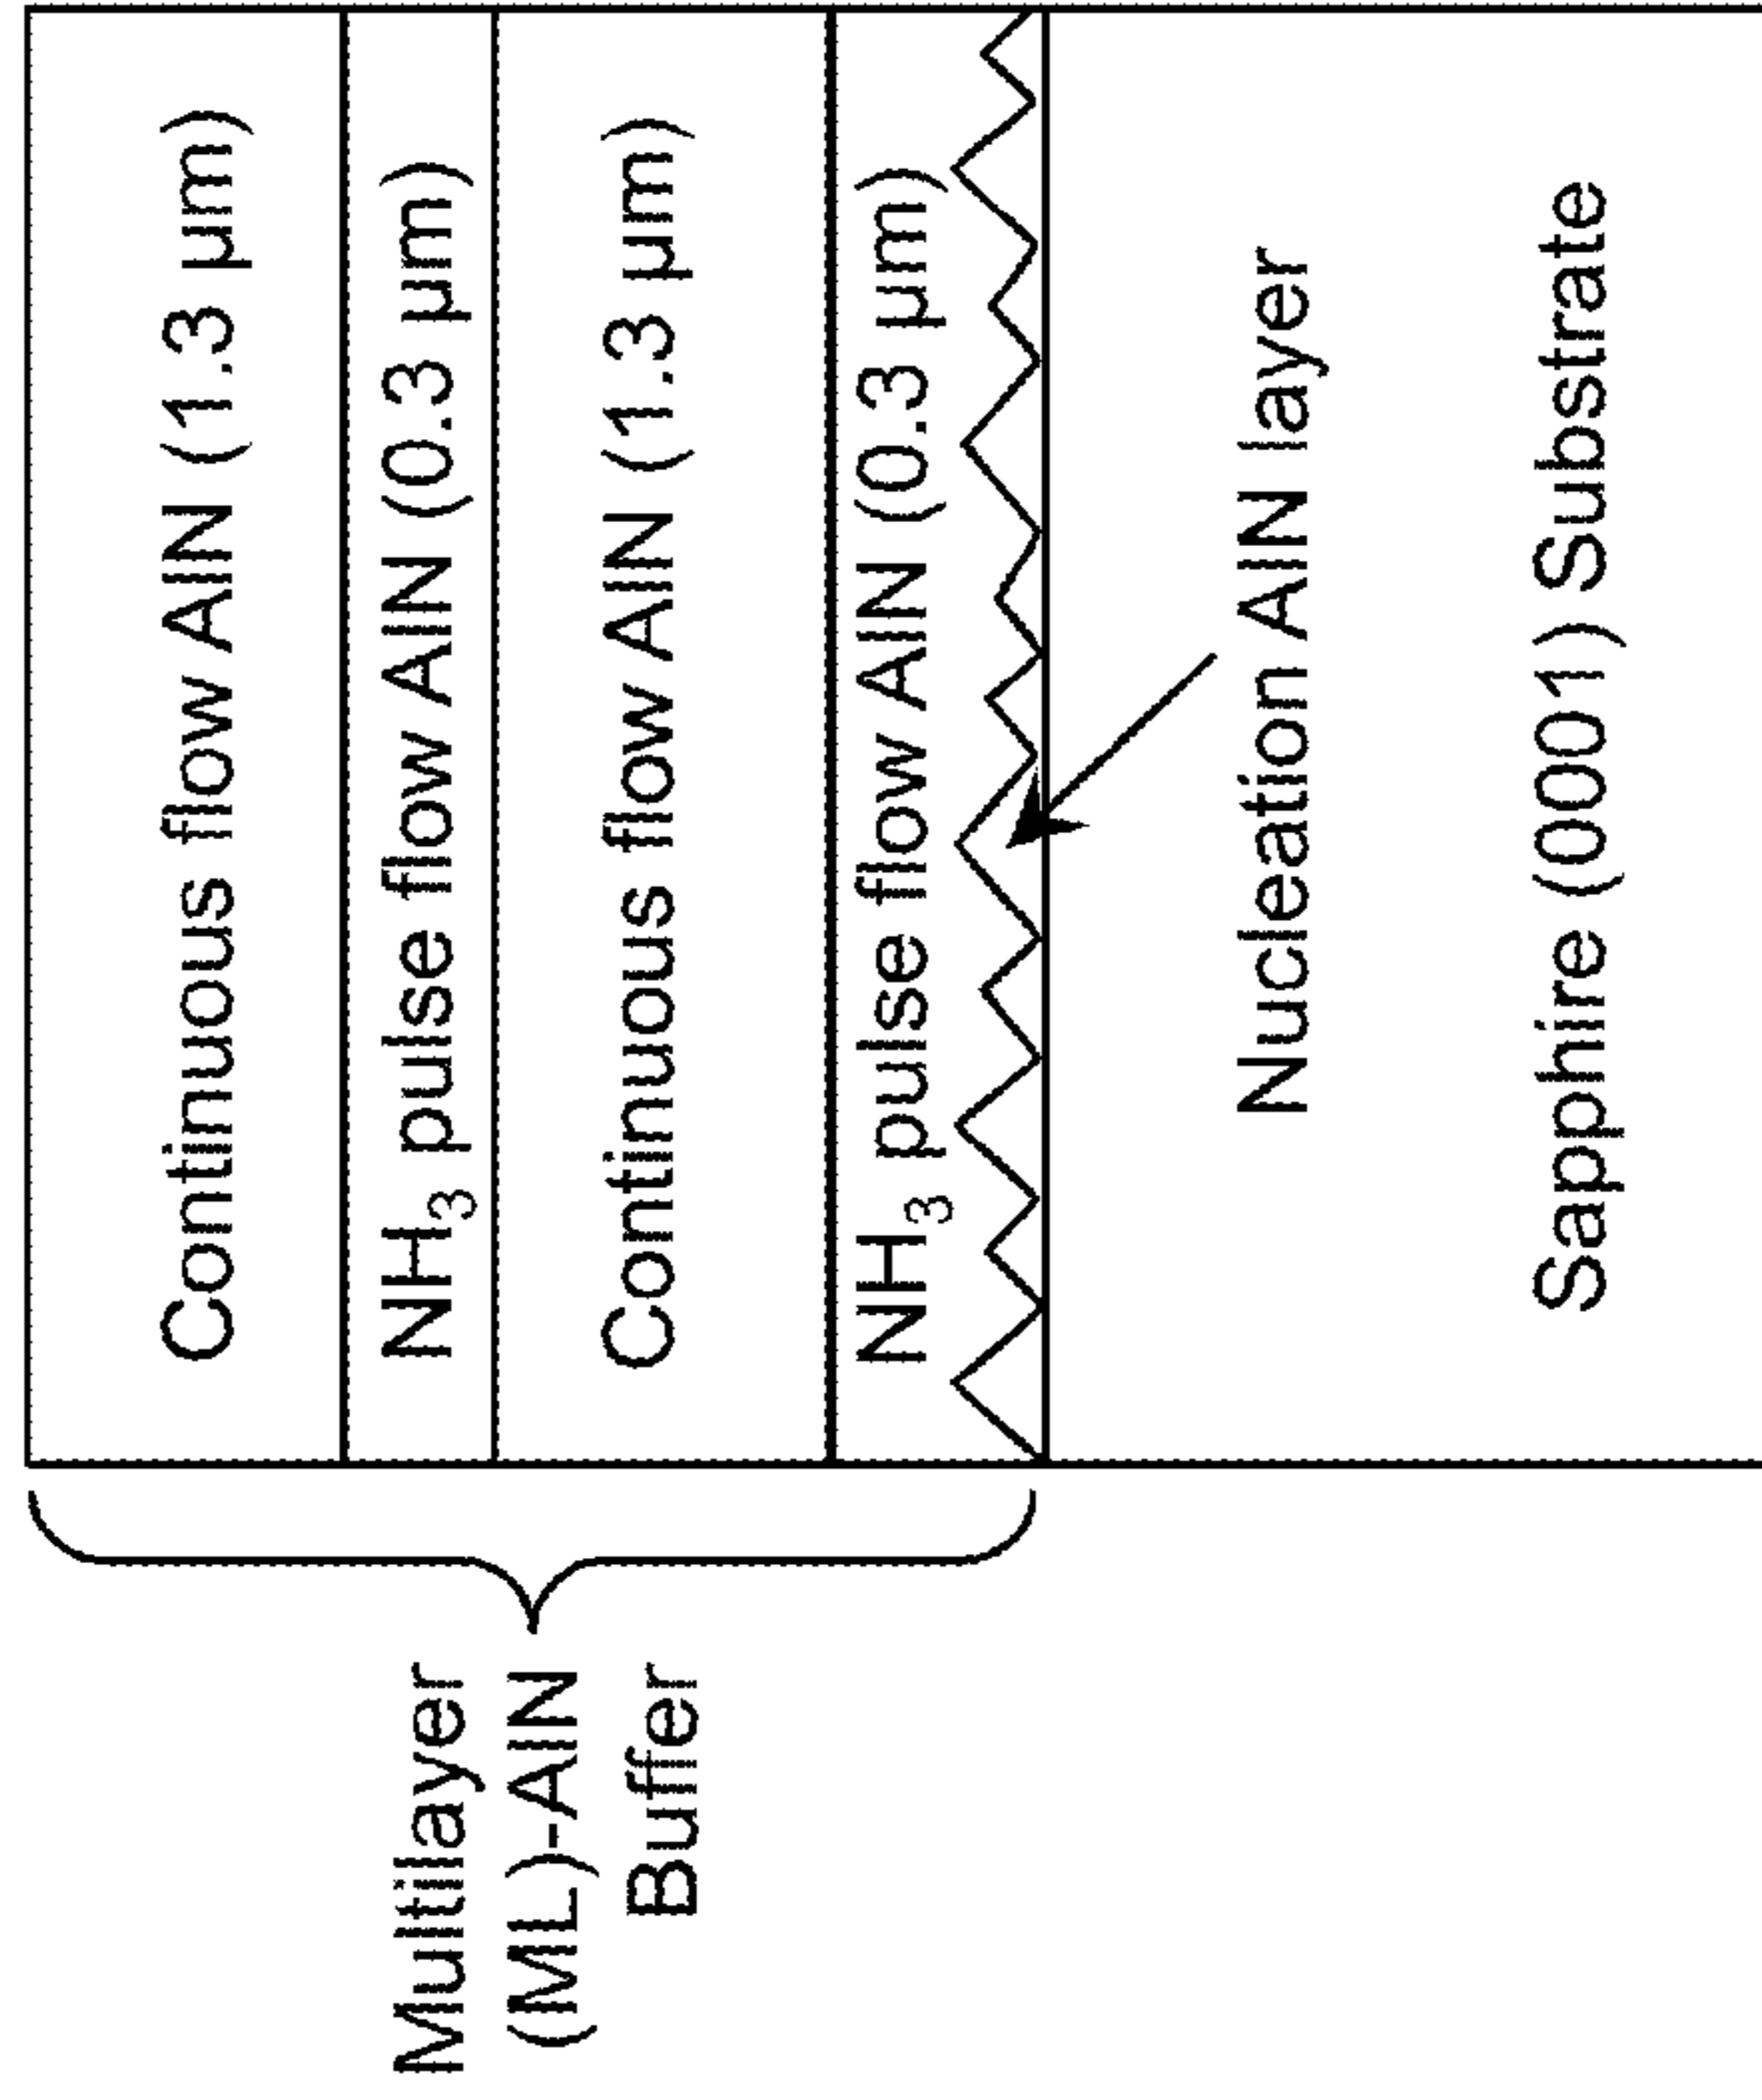 Multilayer
(ML)-AlN
Buffer
Continuous flow AlN (1.3 µm)
NH₃ pulse flow AlN (0.3 µm)
Continuous flow AlN (1.3 µm)
NH₃ pulse flow AlN (0.3 µm)
Nucleation AlN layer
Sapphire (0001) Substrate